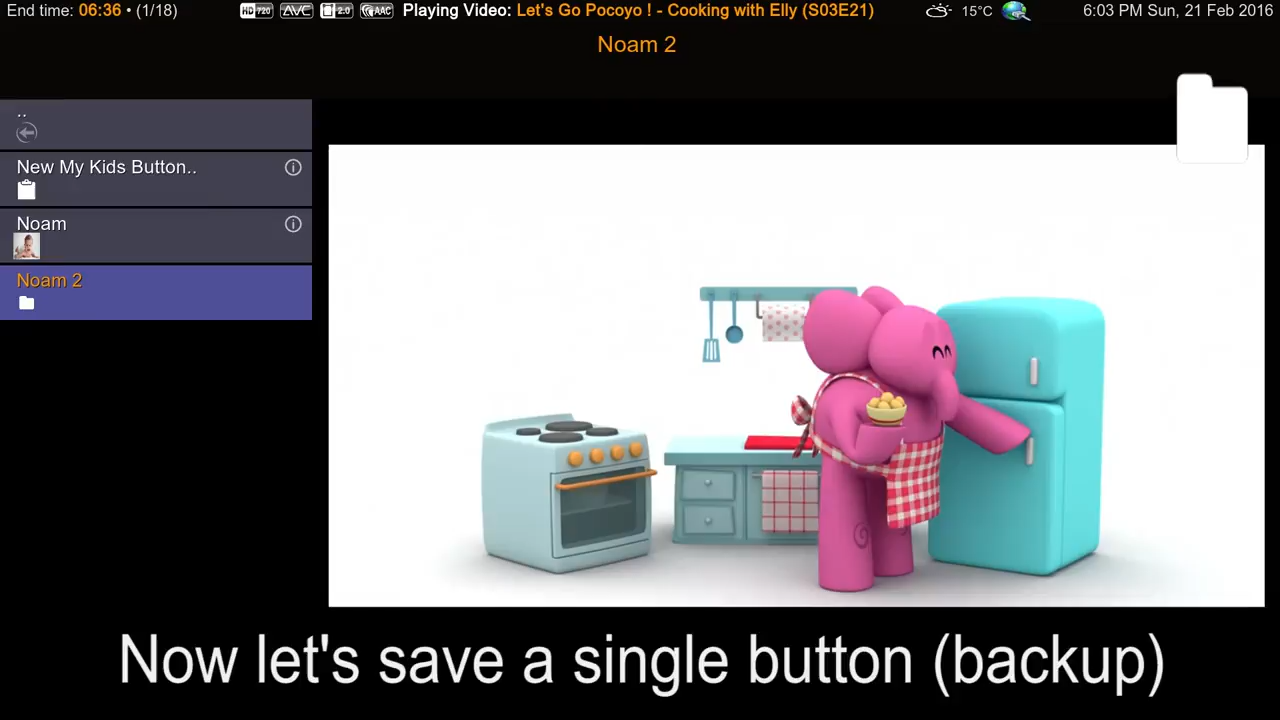 End time: 06:36 • (1/18) HD 720 AVC 2.0 AAC Playing Video: Let's Go Pocoyo ! - Cooking with Elly (S03E21) 15°C 6:03 PM Sun, 21 Feb 2016
Noam 2
..
New My Kids Button..
Noam
Noam 2
Now let's save a single button (backup)